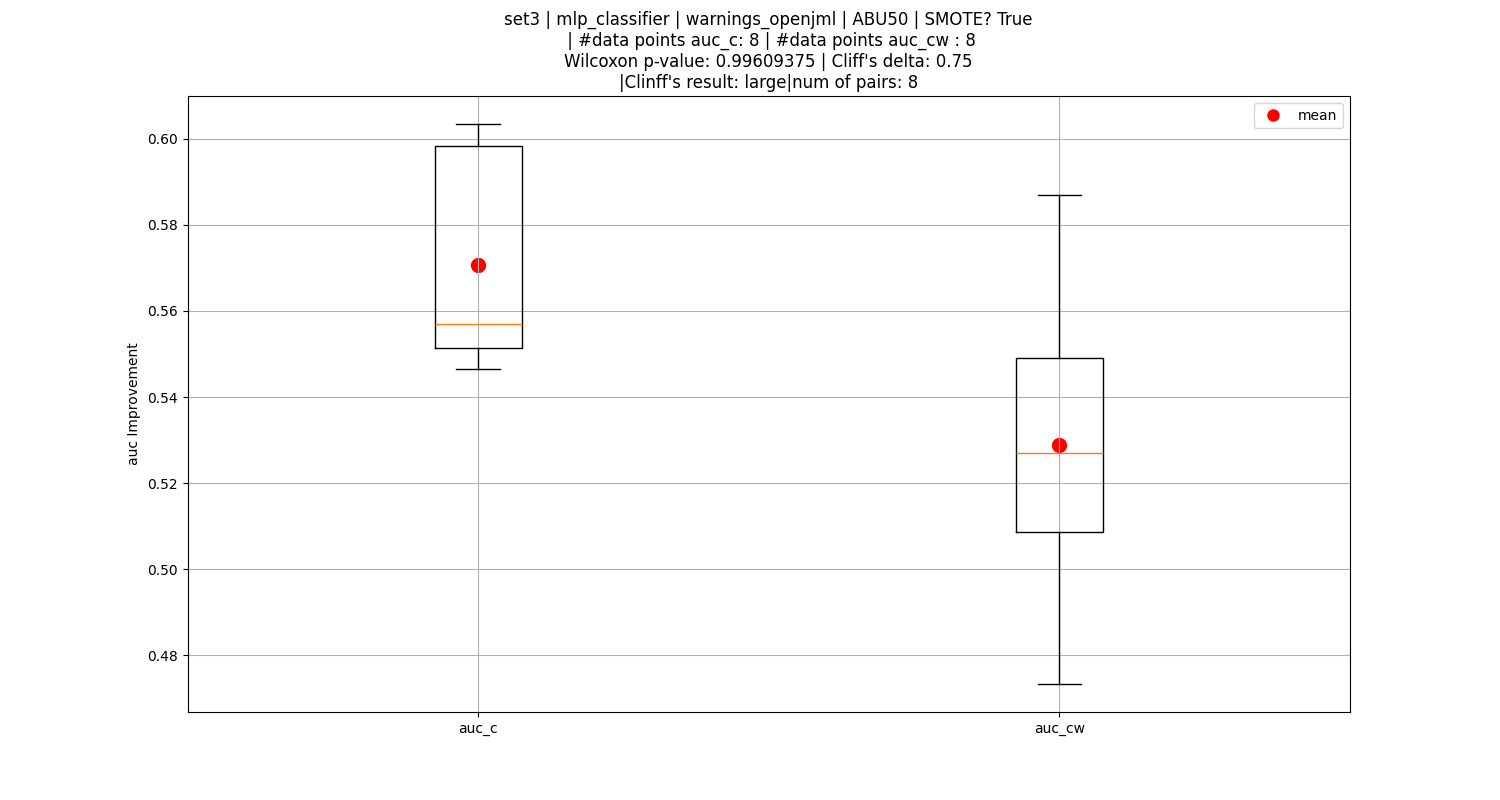 set3 | mlp_classifier | warnings_openjml | ABU50 | SMOTE? True
| #data points auc_c: 8 | #data points auc_cw : 8
Wilcoxon p-value: 0.99609375 | Cliff's delta: 0.75
|Clinff's result: large|num of pairs: 8
mean
0.60
0.58
0.56
0.54
0.52
0.50
0.48
auc Improvement
auc_c
auc_cw